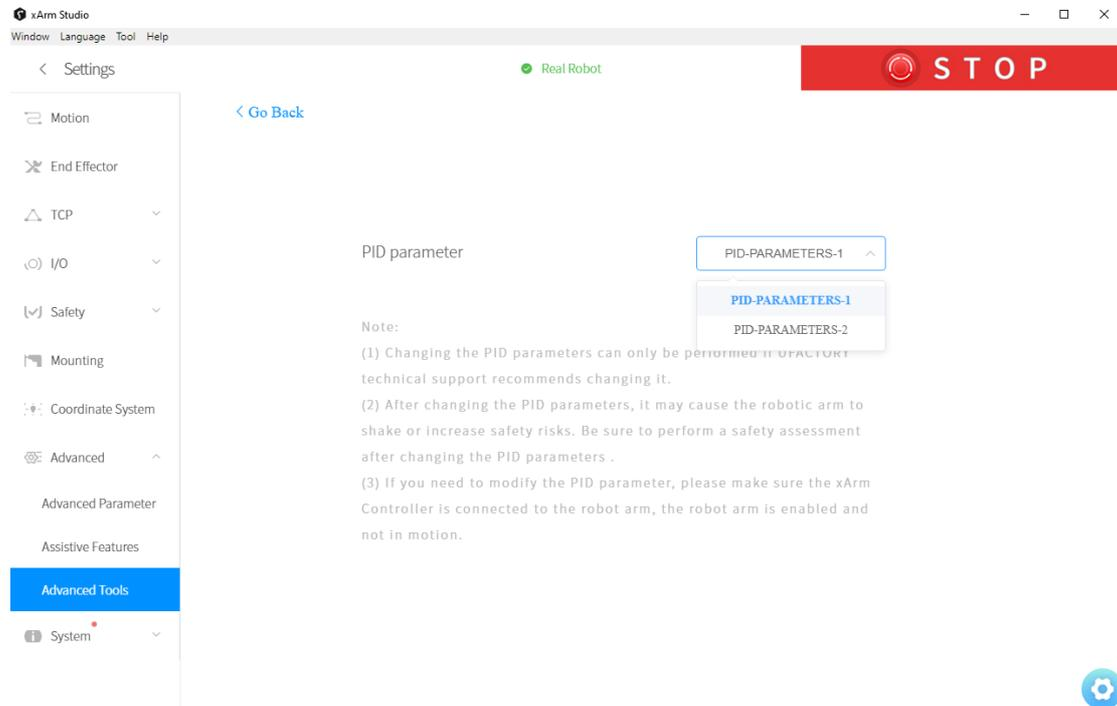 xArm Studio
Window Language Tool Help
Settings
Real Robot
STOP
Motion
End Effector
TCP
I/O
Safety
Mounting
Coordinate System
Advanced
Advanced Parameter
Assistive Features
Advanced Tools
System
Go Back
PID parameter
PID-PARAMETERS-1
PID-PARAMETERS-1
PID-PARAMETERS-2
Note:
(1) Changing the PID parameters can only be performed if UFACTORY
technical support recommends changing it.
(2) After changing the PID parameters, it may cause the robotic arm to
shake or increase safety risks. Be sure to perform a safety assessment
after changing the PID parameters .
(3) If you need to modify the PID parameter, please make sure the xArm
Controller is connected to the robot arm, the robot arm is enabled and
not in motion.